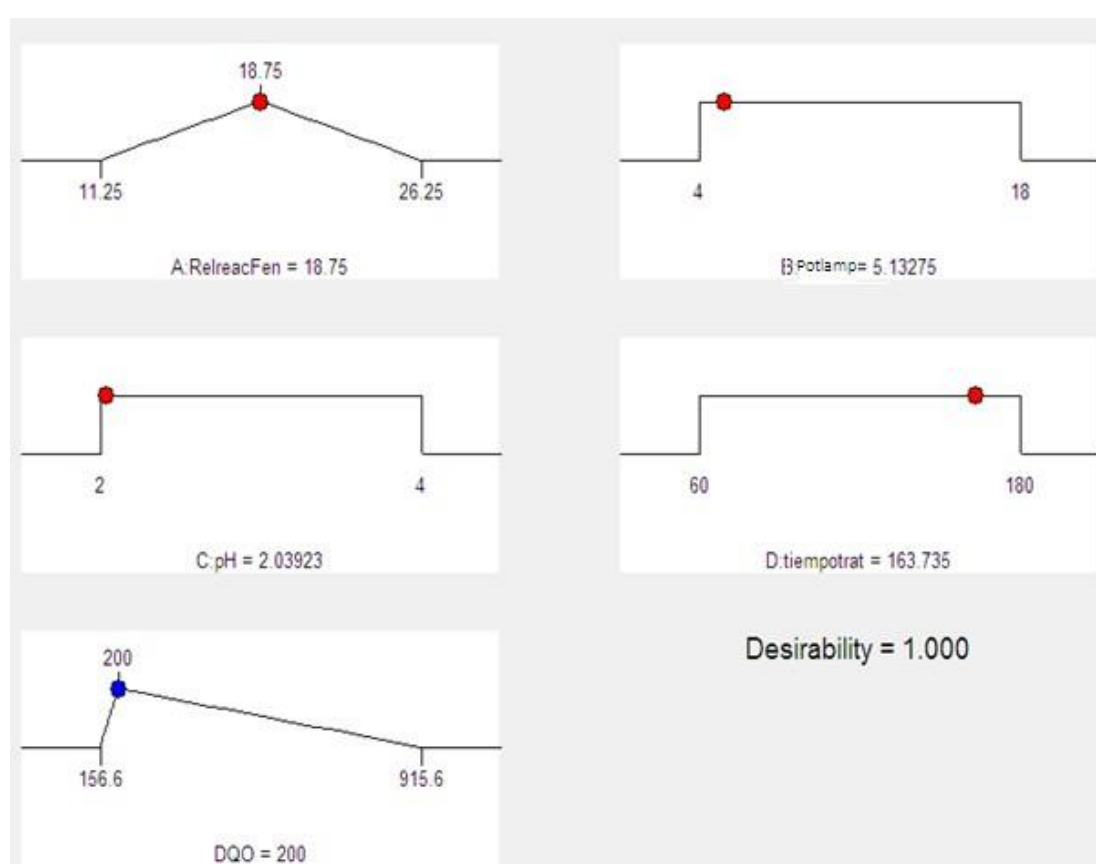 18.75
11.25 26.25
A:RelreacFen = 18.75
4 18
B:Potlamp= 5.13275
2 4
C:pH = 2.03923
60 180
D:tiempotrat = 163.735
200
156.6 915.6
DQO = 200
Desirability = 1.000